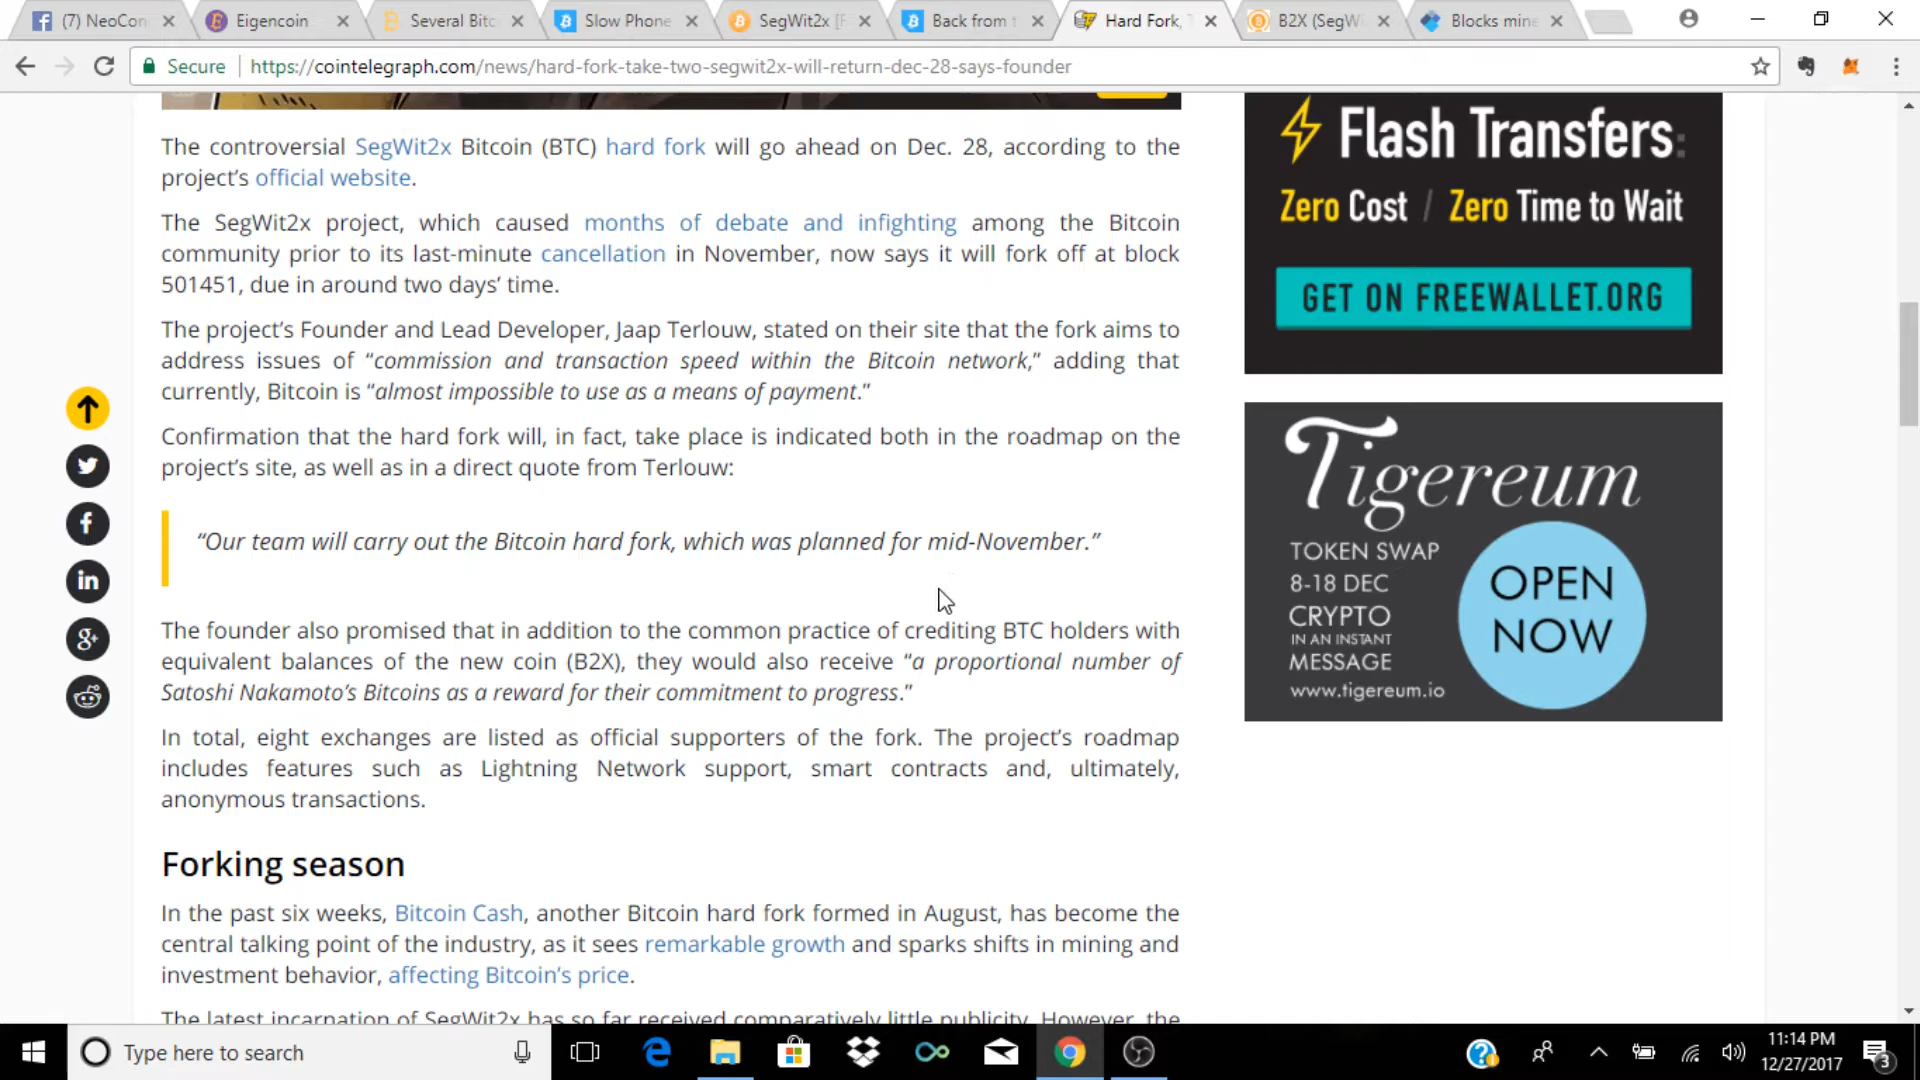 (7) NeoCon
Eigencoin
Several Bitc
Slow Phone
SegWit2x [F
Back from t
Hard Fork, T
B2X (SegWi
Blocks mine
Secure
https://cointelegraph.com/news/hard-fork-take-two-segwit2x-will-return-dec-28-says-founder
The controversial SegWit2x Bitcoin (BTC) hard fork will go ahead on Dec. 28, according to the
project’s official website.
The SegWit2x project, which caused months of debate and infighting among the Bitcoin
community prior to its last-minute cancellation in November, now says it will fork off at block
501451, due in around two days’ time.
The project’s Founder and Lead Developer, Jaap Terlouw, stated on their site that the fork aims to
address issues of “commission and transaction speed within the Bitcoin network,” adding that
currently, Bitcoin is “almost impossible to use as a means of payment.”
Confirmation that the hard fork will, in fact, take place is indicated both in the roadmap on the
project’s site, as well as in a direct quote from Terlouw:
“Our team will carry out the Bitcoin hard fork, which was planned for mid-November.”
The founder also promised that in addition to the common practice of crediting BTC holders with
equivalent balances of the new coin (B2X), they would also receive “a proportional number of
Satoshi Nakamoto’s Bitcoins as a reward for their commitment to progress.”
In total, eight exchanges are listed as official supporters of the fork. The project’s roadmap
includes features such as Lightning Network support, smart contracts and, ultimately,
anonymous transactions.
Forking season
In the past six weeks, Bitcoin Cash, another Bitcoin hard fork formed in August, has become the
central talking point of the industry, as it sees remarkable growth and sparks shifts in mining and
investment behavior, affecting Bitcoin’s price.
The latest incarnation of SegWit2x has so far received comparatively little publicity. However, the
Flash Transfers:
Zero Cost / Zero Time to Wait
GET ON FREEWALLET.ORG
Tigereum
TOKEN SWAP
8-18 DEC
CRYPTO
IN AN INSTANT
MESSAGE
www.tigereum.io
OPEN
NOW
Type here to search
11:14 PM
12/27/2017
3